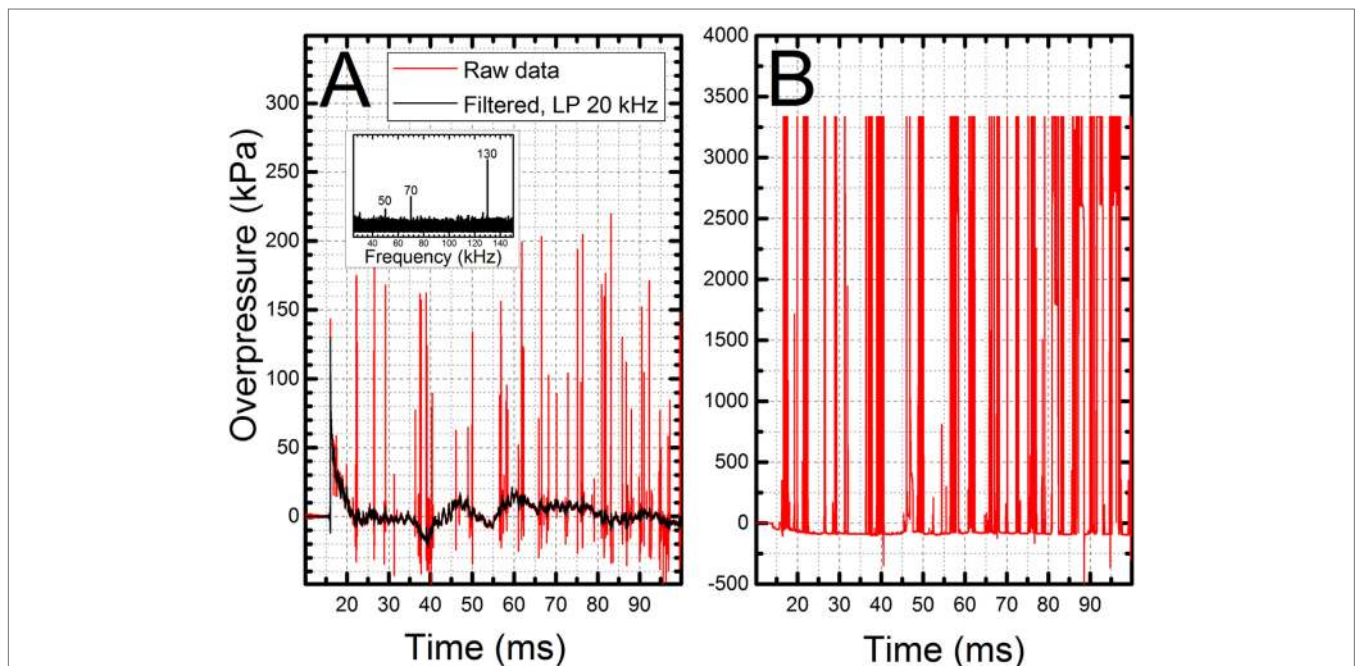 A
Raw data
Filtered, LP 20 kHz
130
70
50
40 60 80 100 120 140
Frequency (kHz)
300
250
200
150
100
50
0
Overpressure (kPa)
20 30 40 50 60 70 80 90
Time (ms)
B
4000
3500
3000
2500
2000
1500
1000
500
0
-500
20 30 40 50 60 70 80 90
Time (ms)